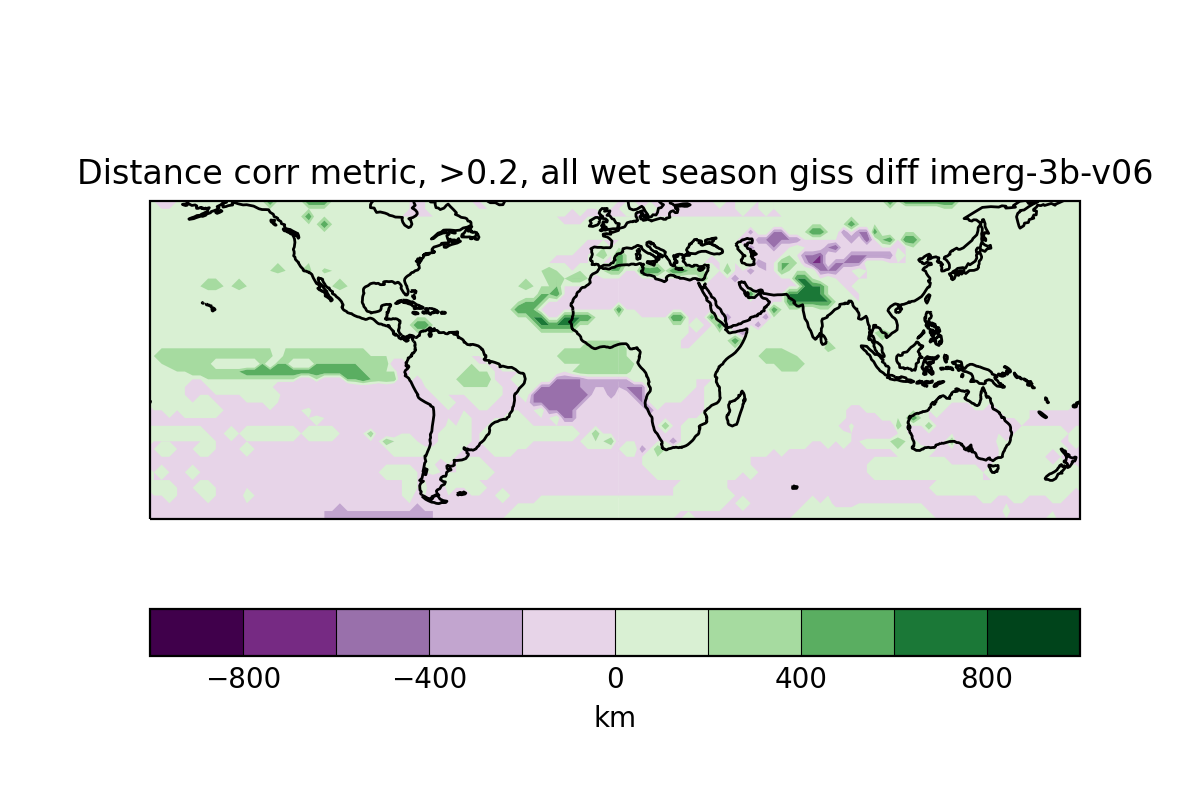 Distance corr metric, >0.2, all wet season giss diff imerg-3b-v06
−800 −400 0 400 800
km